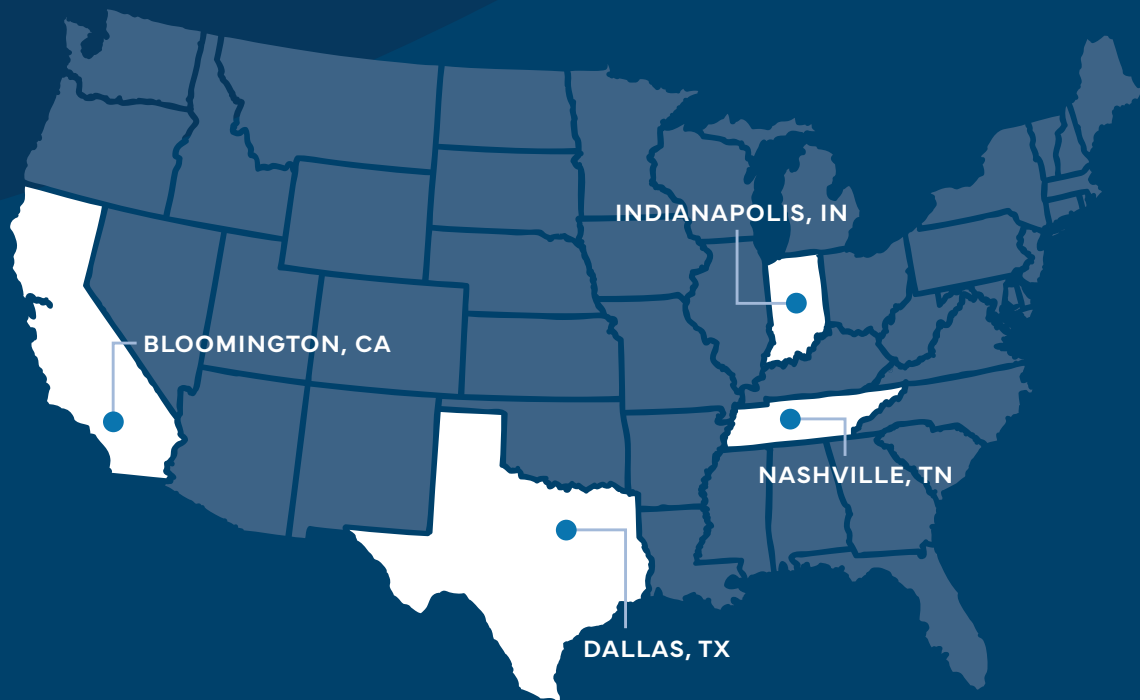 INDIANAPOLIS, IN
BLOOMINGTON, CA
NASHVILLE, TN
DALLAS, TX